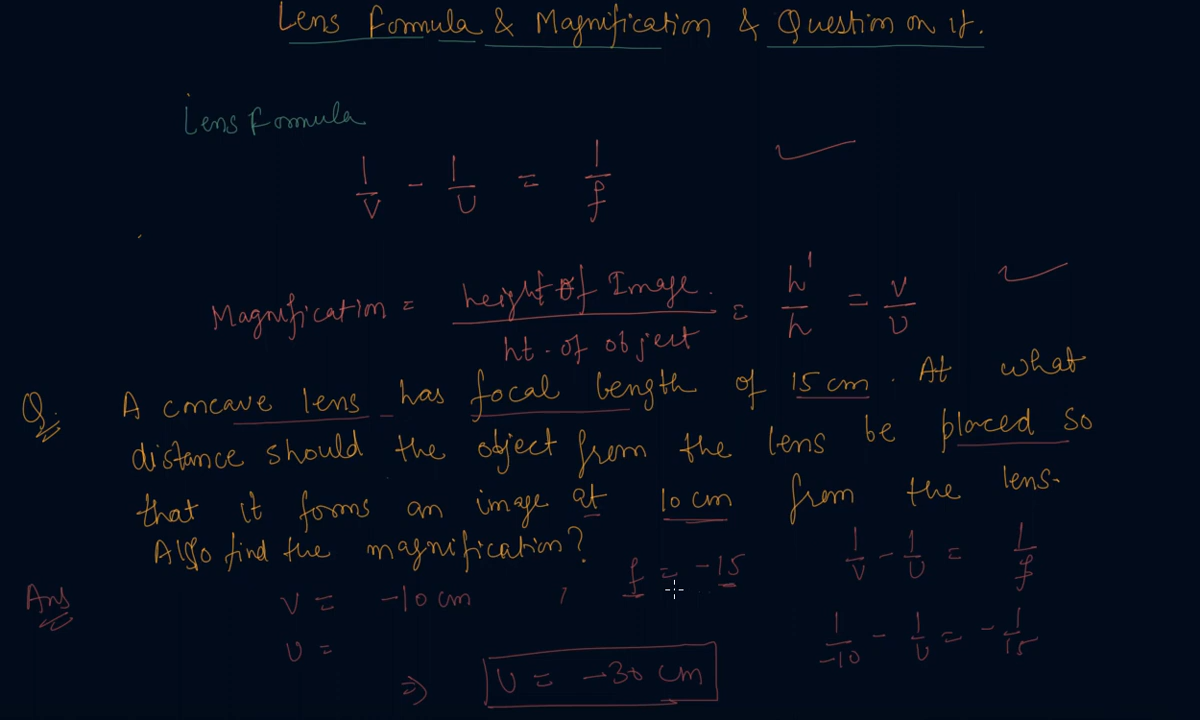 Lens Formula & Magnification & Question on it.
Lens Formula
1/V - 1/U = 1/f
Magnification = height of Image / ht. of object = h'/h = V/U
Q. A concave lens has focal length of 15 cm. At what
distance should the object from the lens be placed so
that it forms an image at 10 cm from the lens.
Also find the magnification?
Ans V = -10 cm , f = -15 1/V - 1/U = 1/f
U = 1/-10 - 1/U = -1/15
⇒ U = -30 cm